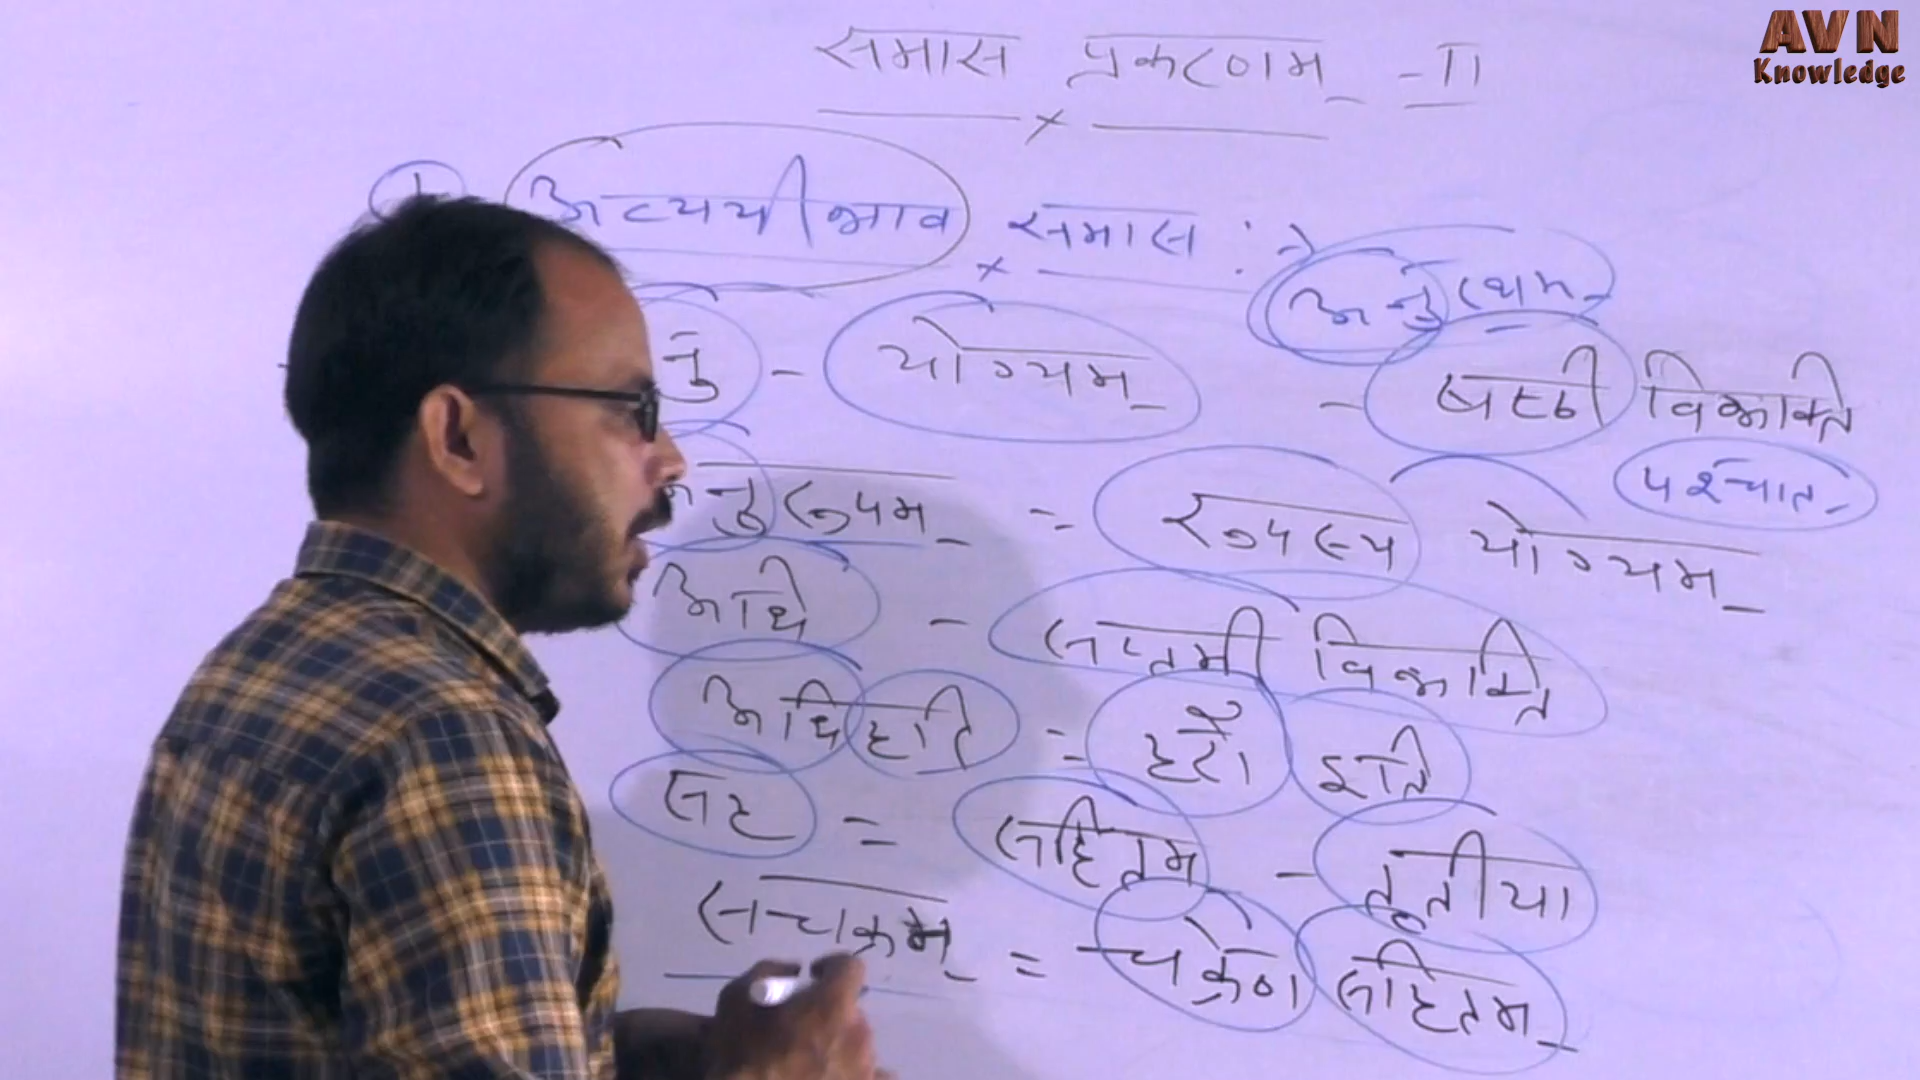 AVN
Knowledge
समास प्रकरणम् - II
अव्ययीभाव समास :→
अनुरथम्
नु - योग्यम् - षष्ठी विभक्ति
पश्चात्
नुरूपम् = रूपस्य योग्यम्
अधि - सप्तमी विभक्ति
अधिहरि = हरौ इति
सह = सहितम - तृतीया
सचक्रम् = चक्रेण सहितम्